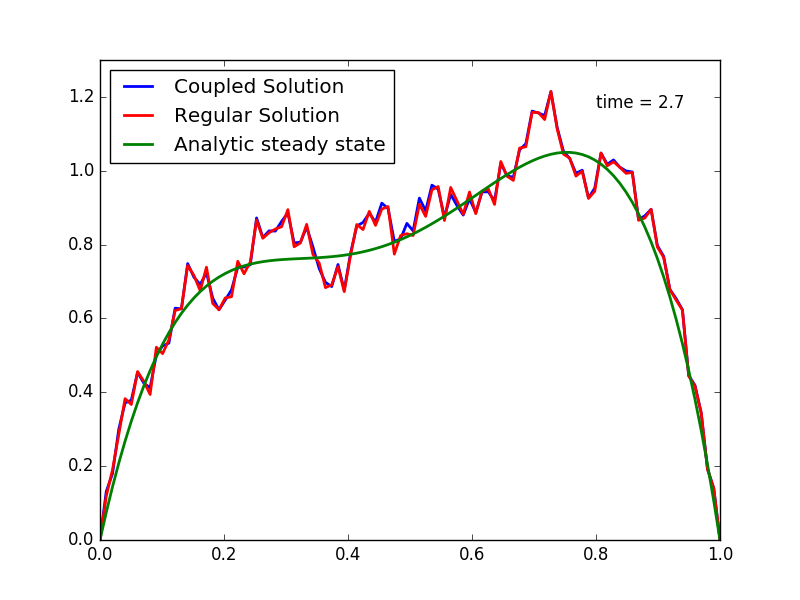 Coupled Solution
Regular Solution
Analytic steady state
time = 2.7
1.2
1.0
0.8
0.6
0.4
0.2
0.0
0.0 0.2 0.4 0.6 0.8 1.0